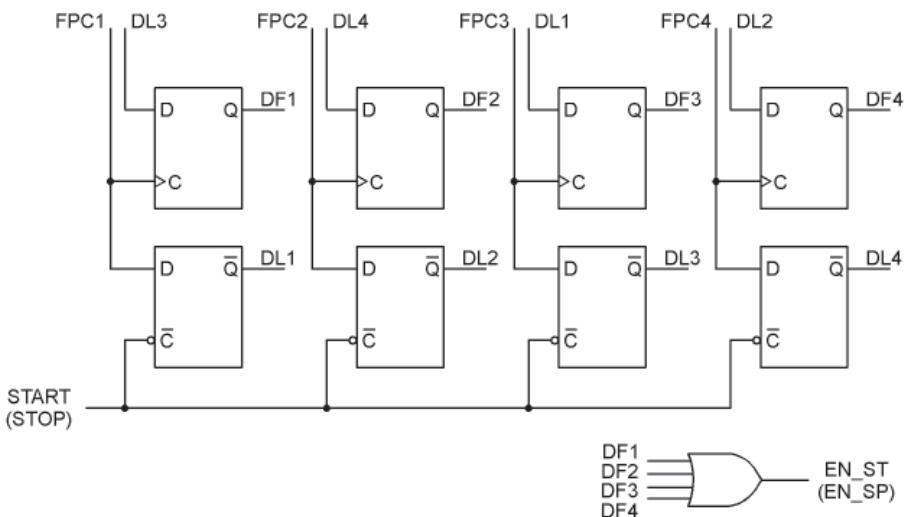 FPC1 DL3 FPC2 DL4 FPC3 DL1 FPC4 DL2
D Q DF1 D Q DF2 D Q DF3 D Q DF4
C C C C
D Q̅ DL1 D Q̅ DL2 D Q̅ DL3 D Q̅ DL4
C̅ C̅ C̅ C̅
START
(STOP)
DF1
DF2
DF3
DF4
EN_ST
(EN_SP)